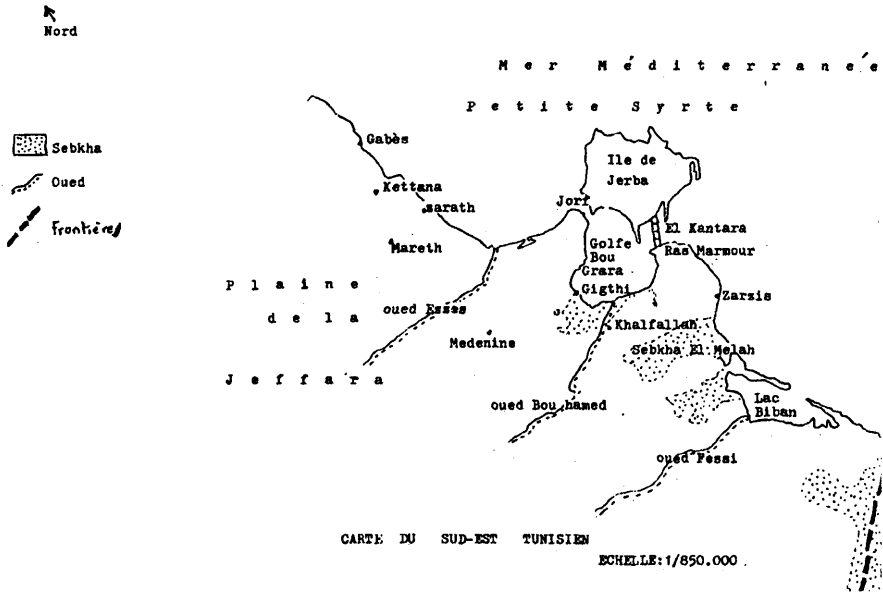 Nord
Mer Méditerranée
Petite Syrte
Sebkha
Oued
Frontières
Gabès
Kettana
zarath
Mareth
Ile de
Jerba
Jorf
El Kantara
Ras Marmour
Golfe
Bou
Grara
Gigthi
Zarzis
Plaine
de la
Jeffara
oued Esses
Medenine
Khalfallah
Sebkha El Melah
oued Bou hamed
Lac
Biban
oued Fessi
CARTE DU SUD-EST TUNISIEN
ECHELLE:1/850.000